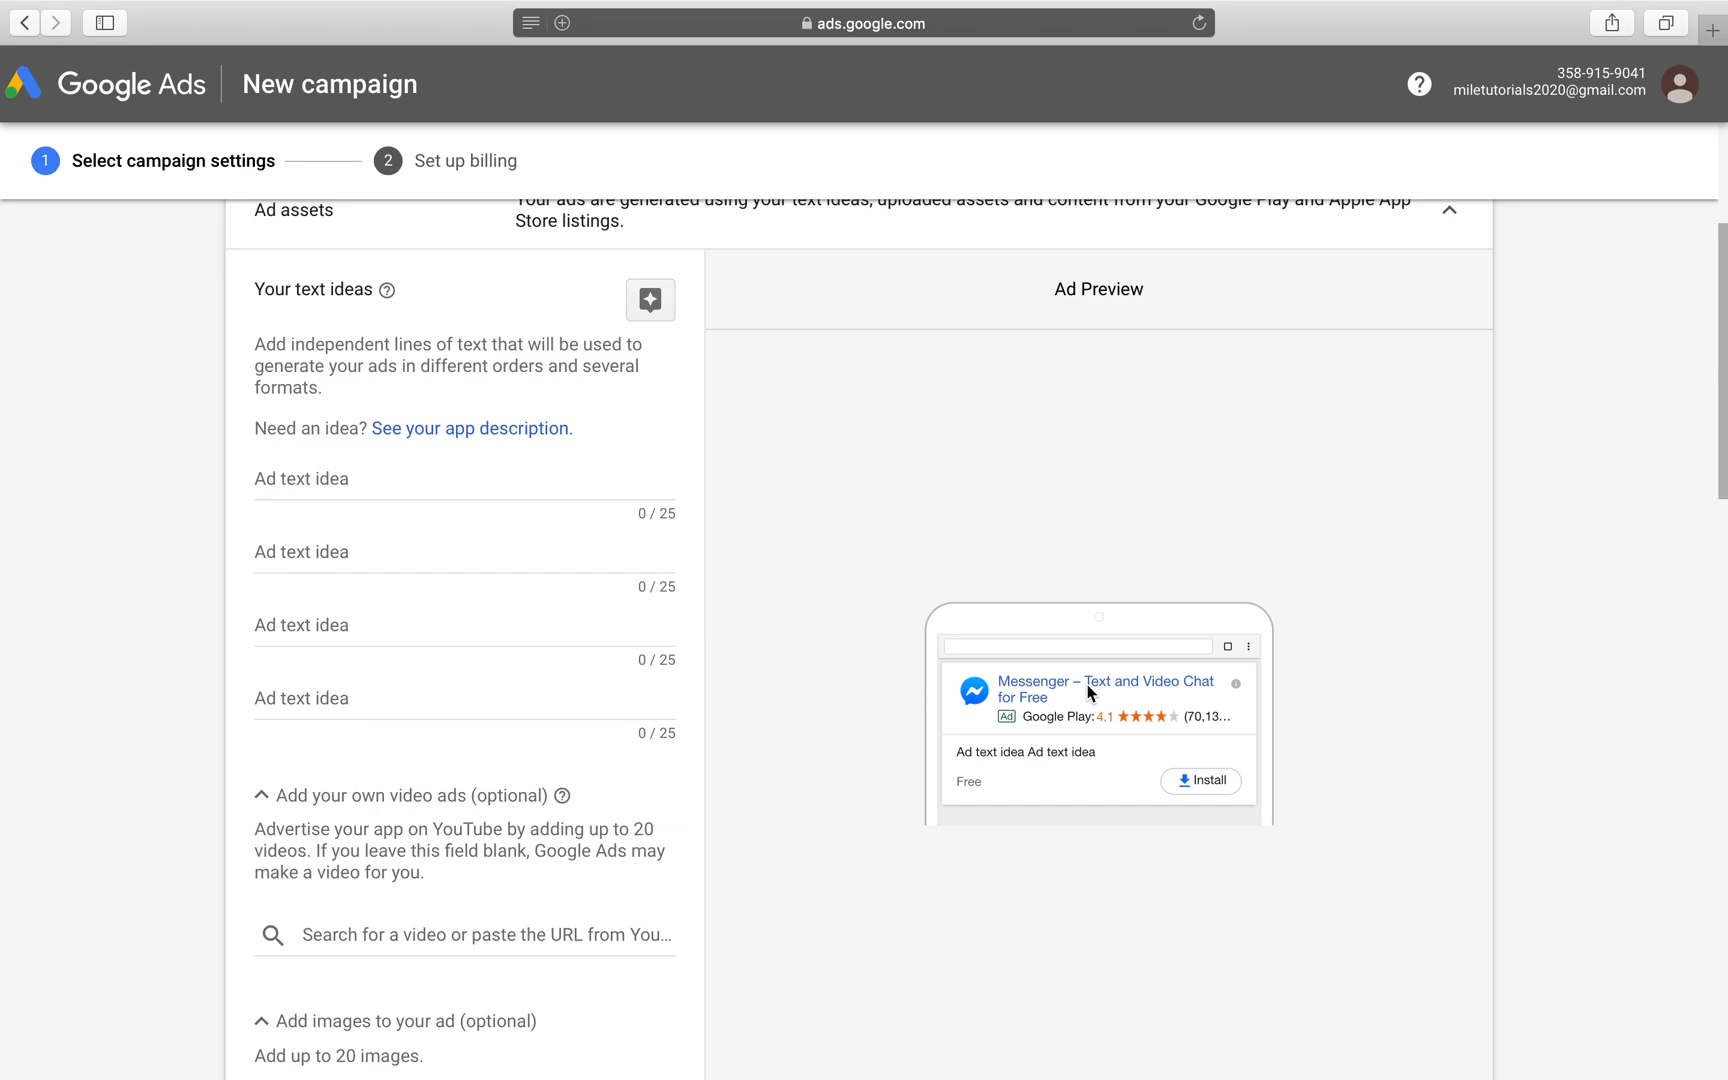 ads.google.com
Google Ads
New campaign
?
358-915-9041
miletutorials2020@gmail.com
1 Select campaign settings
2 Set up billing
Ad assets
Your ads are generated using your text ideas, uploaded assets and content from your Google Play and Apple App
Store listings.
Your text ideas ?
Add independent lines of text that will be used to
generate your ads in different orders and several
formats.
Need an idea? See your app description.
Ad text idea
0 / 25
Ad text idea
0 / 25
Ad text idea
0 / 25
Ad text idea
0 / 25
Add your own video ads (optional) ?
Advertise your app on YouTube by adding up to 20
videos. If you leave this field blank, Google Ads may
make a video for you.
Search for a video or paste the URL from You...
Add images to your ad (optional)
Add up to 20 images.
Ad Preview
Messenger – Text and Video Chat
for Free
Ad Google Play: 4.1 ★★★★★ (70,13...
Ad text idea Ad text idea
Free
Install